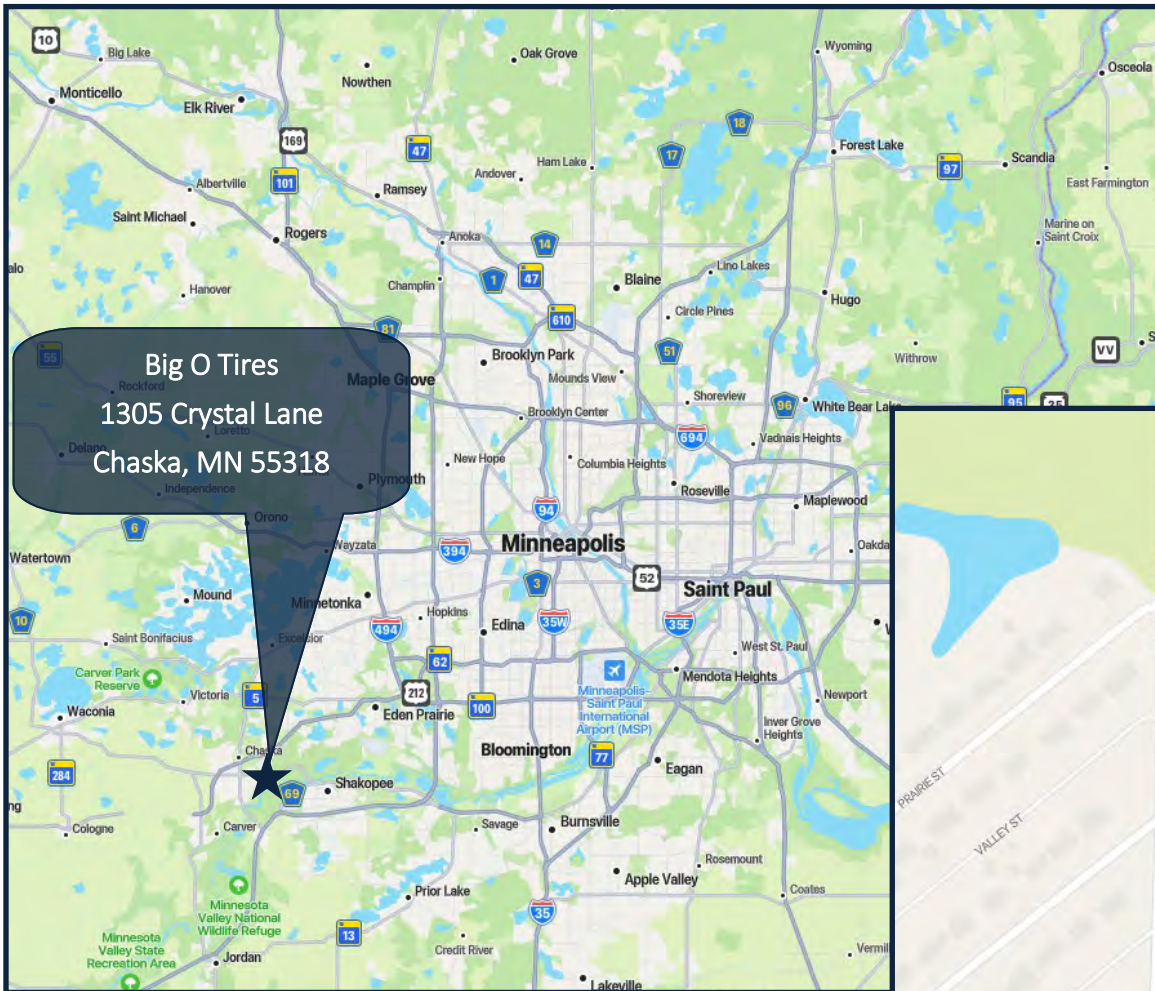 10
Big Lake
Oak Grove
Wyoming
Osceola
Nowthen
Monticello
Elk River
169
47
18
17
Forest Lake
97
Scandia
Ham Lake
Andover
101
Albertville
Ramsey
East Farmington
Saint Michael
Rogers
Anoka
14
Marine on
Saint Croix
alo
Hanover
Champlin
1
47
Blaine
Lino Lakes
Hugo
Circle Pines
610
81
Big O Tires
1305 Crystal Lane
Chaska, MN 55318
55
Rockford
Loretto
Delano
Independence
Maple Grove
Brooklyn Park
51
Mounds View
Withrow
VV
S
Shoreview
96
White Bear Lake
95
35
Brooklyn Center
694
Vadnais Heights
New Hope
Columbia Heights
Plymouth
Roseville
Maplewood
94
Orono
6
Wayzata
394
Minneapolis
Oakda
Watertown
52
3
Saint Paul
Mound
Minnetonka
Hopkins
10
494
Edina
35W
35E
W
Saint Bonifacius
Excelsior
West St. Paul
62
Carver Park
Reserve
Victoria
5
212
100
Minneapolis-
Saint Paul
International
Airport (MSP)
Mendota Heights
Newport
Waconia
Eden Prairie
Inver Grove
Heights
Bloomington
77
Chaska
284
69
Shakopee
Eagan
ng
Cologne
Carver
Savage
Burnsville
Rosemount
Apple Valley
Coates
Minnesota
Valley National
Wildlife Refuge
Prior Lake
35
13
Minnesota
Valley State
Recreation Area
Jordan
Credit River
Vermil
Lakeville
PRAIRIE ST
VALLEY ST